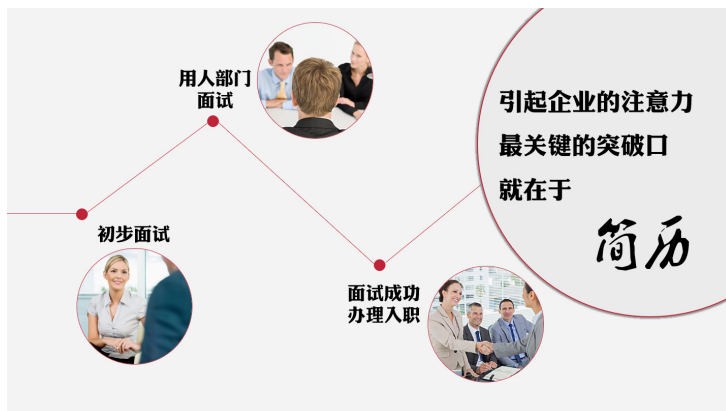 用人部门
面试
初步面试
面试成功
办理入职
引起企业的注意力
最关键的突破口
就在于
简历